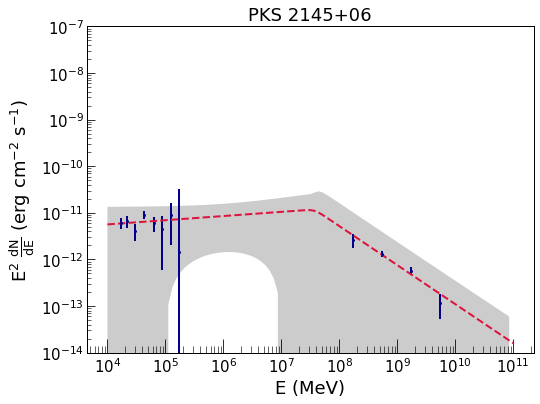 PKS 2145+06
E² dN/dE (erg cm⁻² s⁻¹)
10⁻⁷
10⁻⁸
10⁻⁹
10⁻¹⁰
10⁻¹¹
10⁻¹²
10⁻¹³
10⁻¹⁴
10⁴ 10⁵ 10⁶ 10⁷ 10⁸ 10⁹ 10¹⁰ 10¹¹
E (MeV)